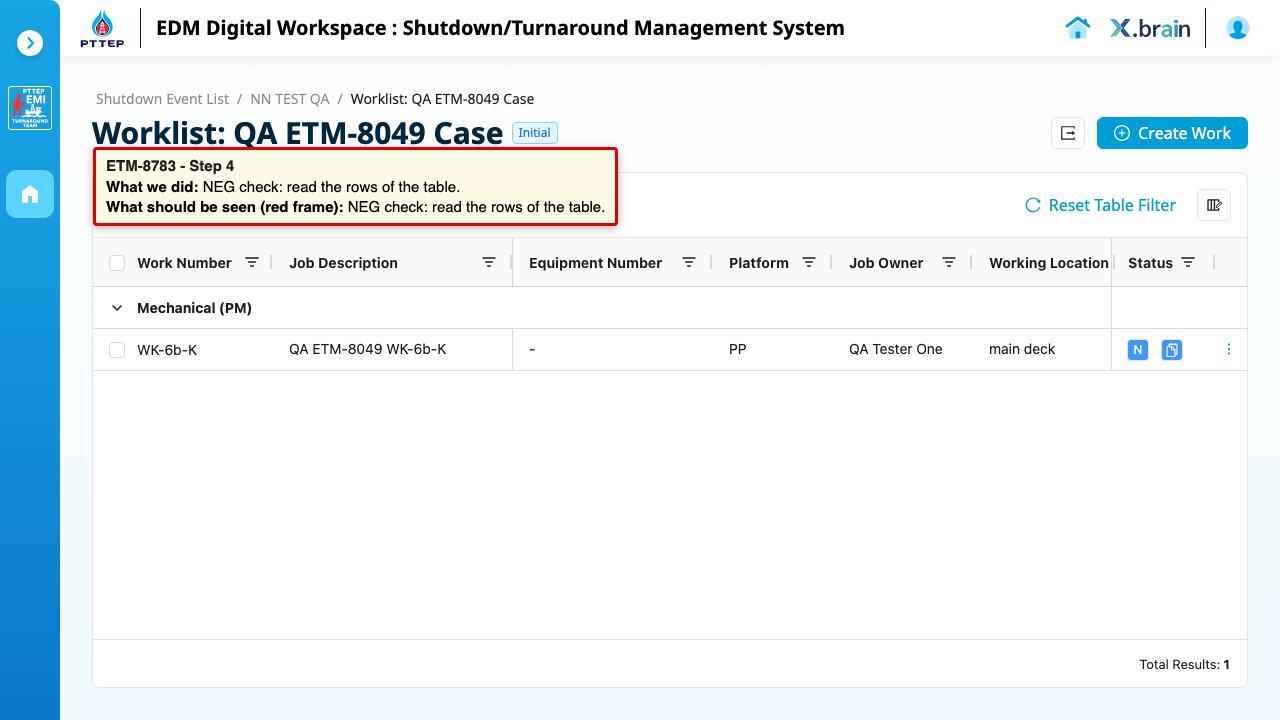 PTTEP
EDM Digital Workspace : Shutdown/Turnaround Management System
X.brain
PTTEP
EMI
TURNAROUND
TEAM
Shutdown Event List / NN TEST QA / Worklist: QA ETM-8049 Case
Worklist: QA ETM-8049 Case Initial
Create Work
ETM-8783 - Step 4
What we did: NEG check: read the rows of the table.
What should be seen (red frame): NEG check: read the rows of the table.
Reset Table Filter
Work Number Job Description Equipment Number Platform Job Owner Working Location Status
Mechanical (PM)
WK-6b-K QA ETM-8049 WK-6b-K - PP QA Tester One main deck N
Total Results: 1